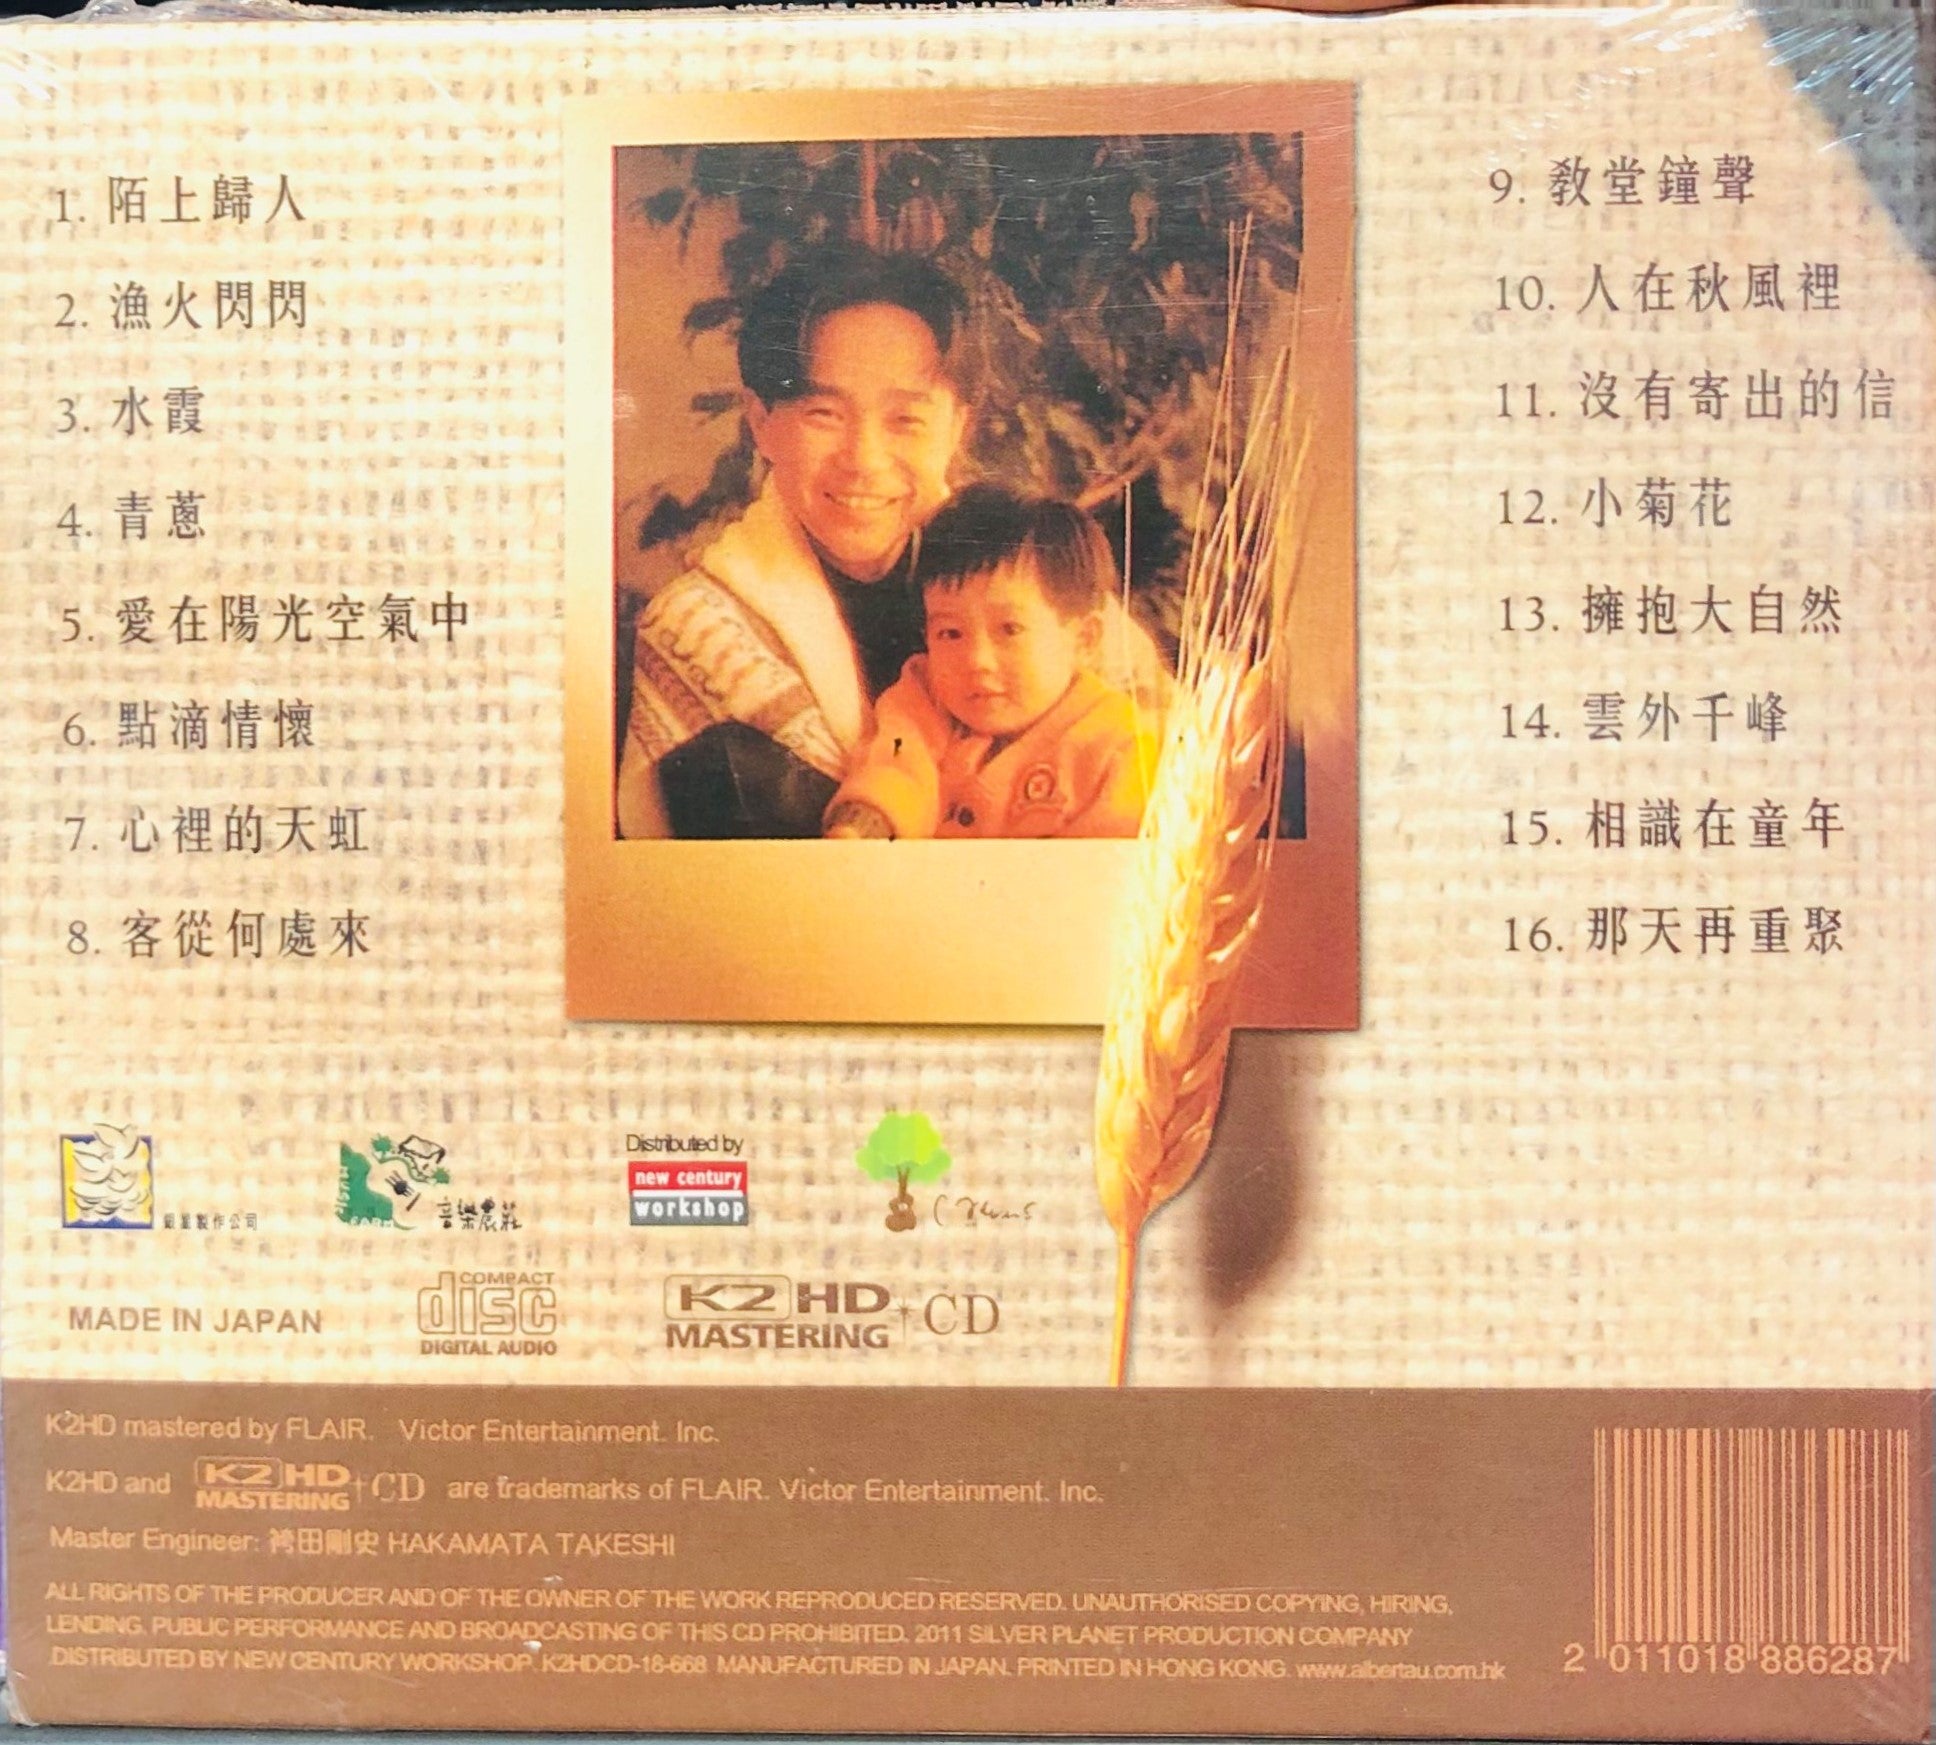 1. 陌上歸人
2. 漁火閃閃
3. 水霞
4. 青蔥
5. 愛在陽光空氣中
6. 點滴情懷
7. 心裡的天虹
8. 客從何處來
9. 教堂鐘聲
10. 人在秋風裡
11. 沒有寄出的信
12. 小菊花
13. 擁抱大自然
14. 雲外千峰
15. 相識在童年
16. 那天再重聚
銀星製作公司
音樂農莊
Distributed by
new century
workshop
MADE IN JAPAN
COMPACT
disc
DIGITAL AUDIO
K2 HD
MASTERING
+CD
K2HD mastered by FLAIR. Victor Entertainment. Inc.
K2HD and K2 HD MASTERING +CD are trademarks of FLAIR. Victor Entertainment. Inc.
Master Engineer: 袴田剛史 HAKAMATA TAKESHI
ALL RIGHTS OF THE PRODUCER AND OF THE OWNER OF THE WORK REPRODUCED RESERVED. UNAUTHORISED COPYING, HIRING,
LENDING. PUBLIC PERFORMANCE AND BROADCASTING OF THIS CD PROHIBITED. 2011 SILVER PLANET PRODUCTION COMPANY
DISTRIBUTED BY NEW CENTURY WORKSHOP. K2HDCD-18-668 MANUFACTURED IN JAPAN. PRINTED IN HONG KONG. www.albertau.com.hk
2 011018 886287